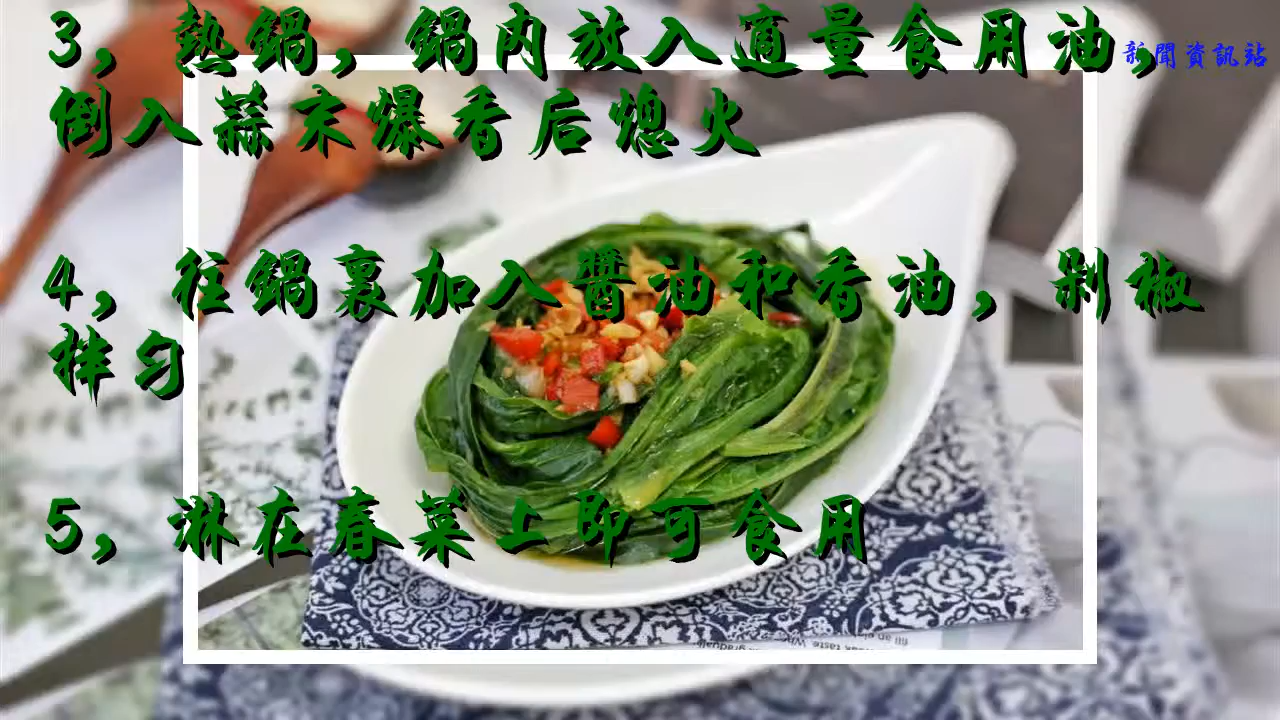 3，熱鍋，鍋内放入適量食用油，
新聞資訊站
倒入蒜末爆香后熄火
4，往鍋裏加入醬油和香油，剁椒
拌匀
5，淋在春菜上即可食用